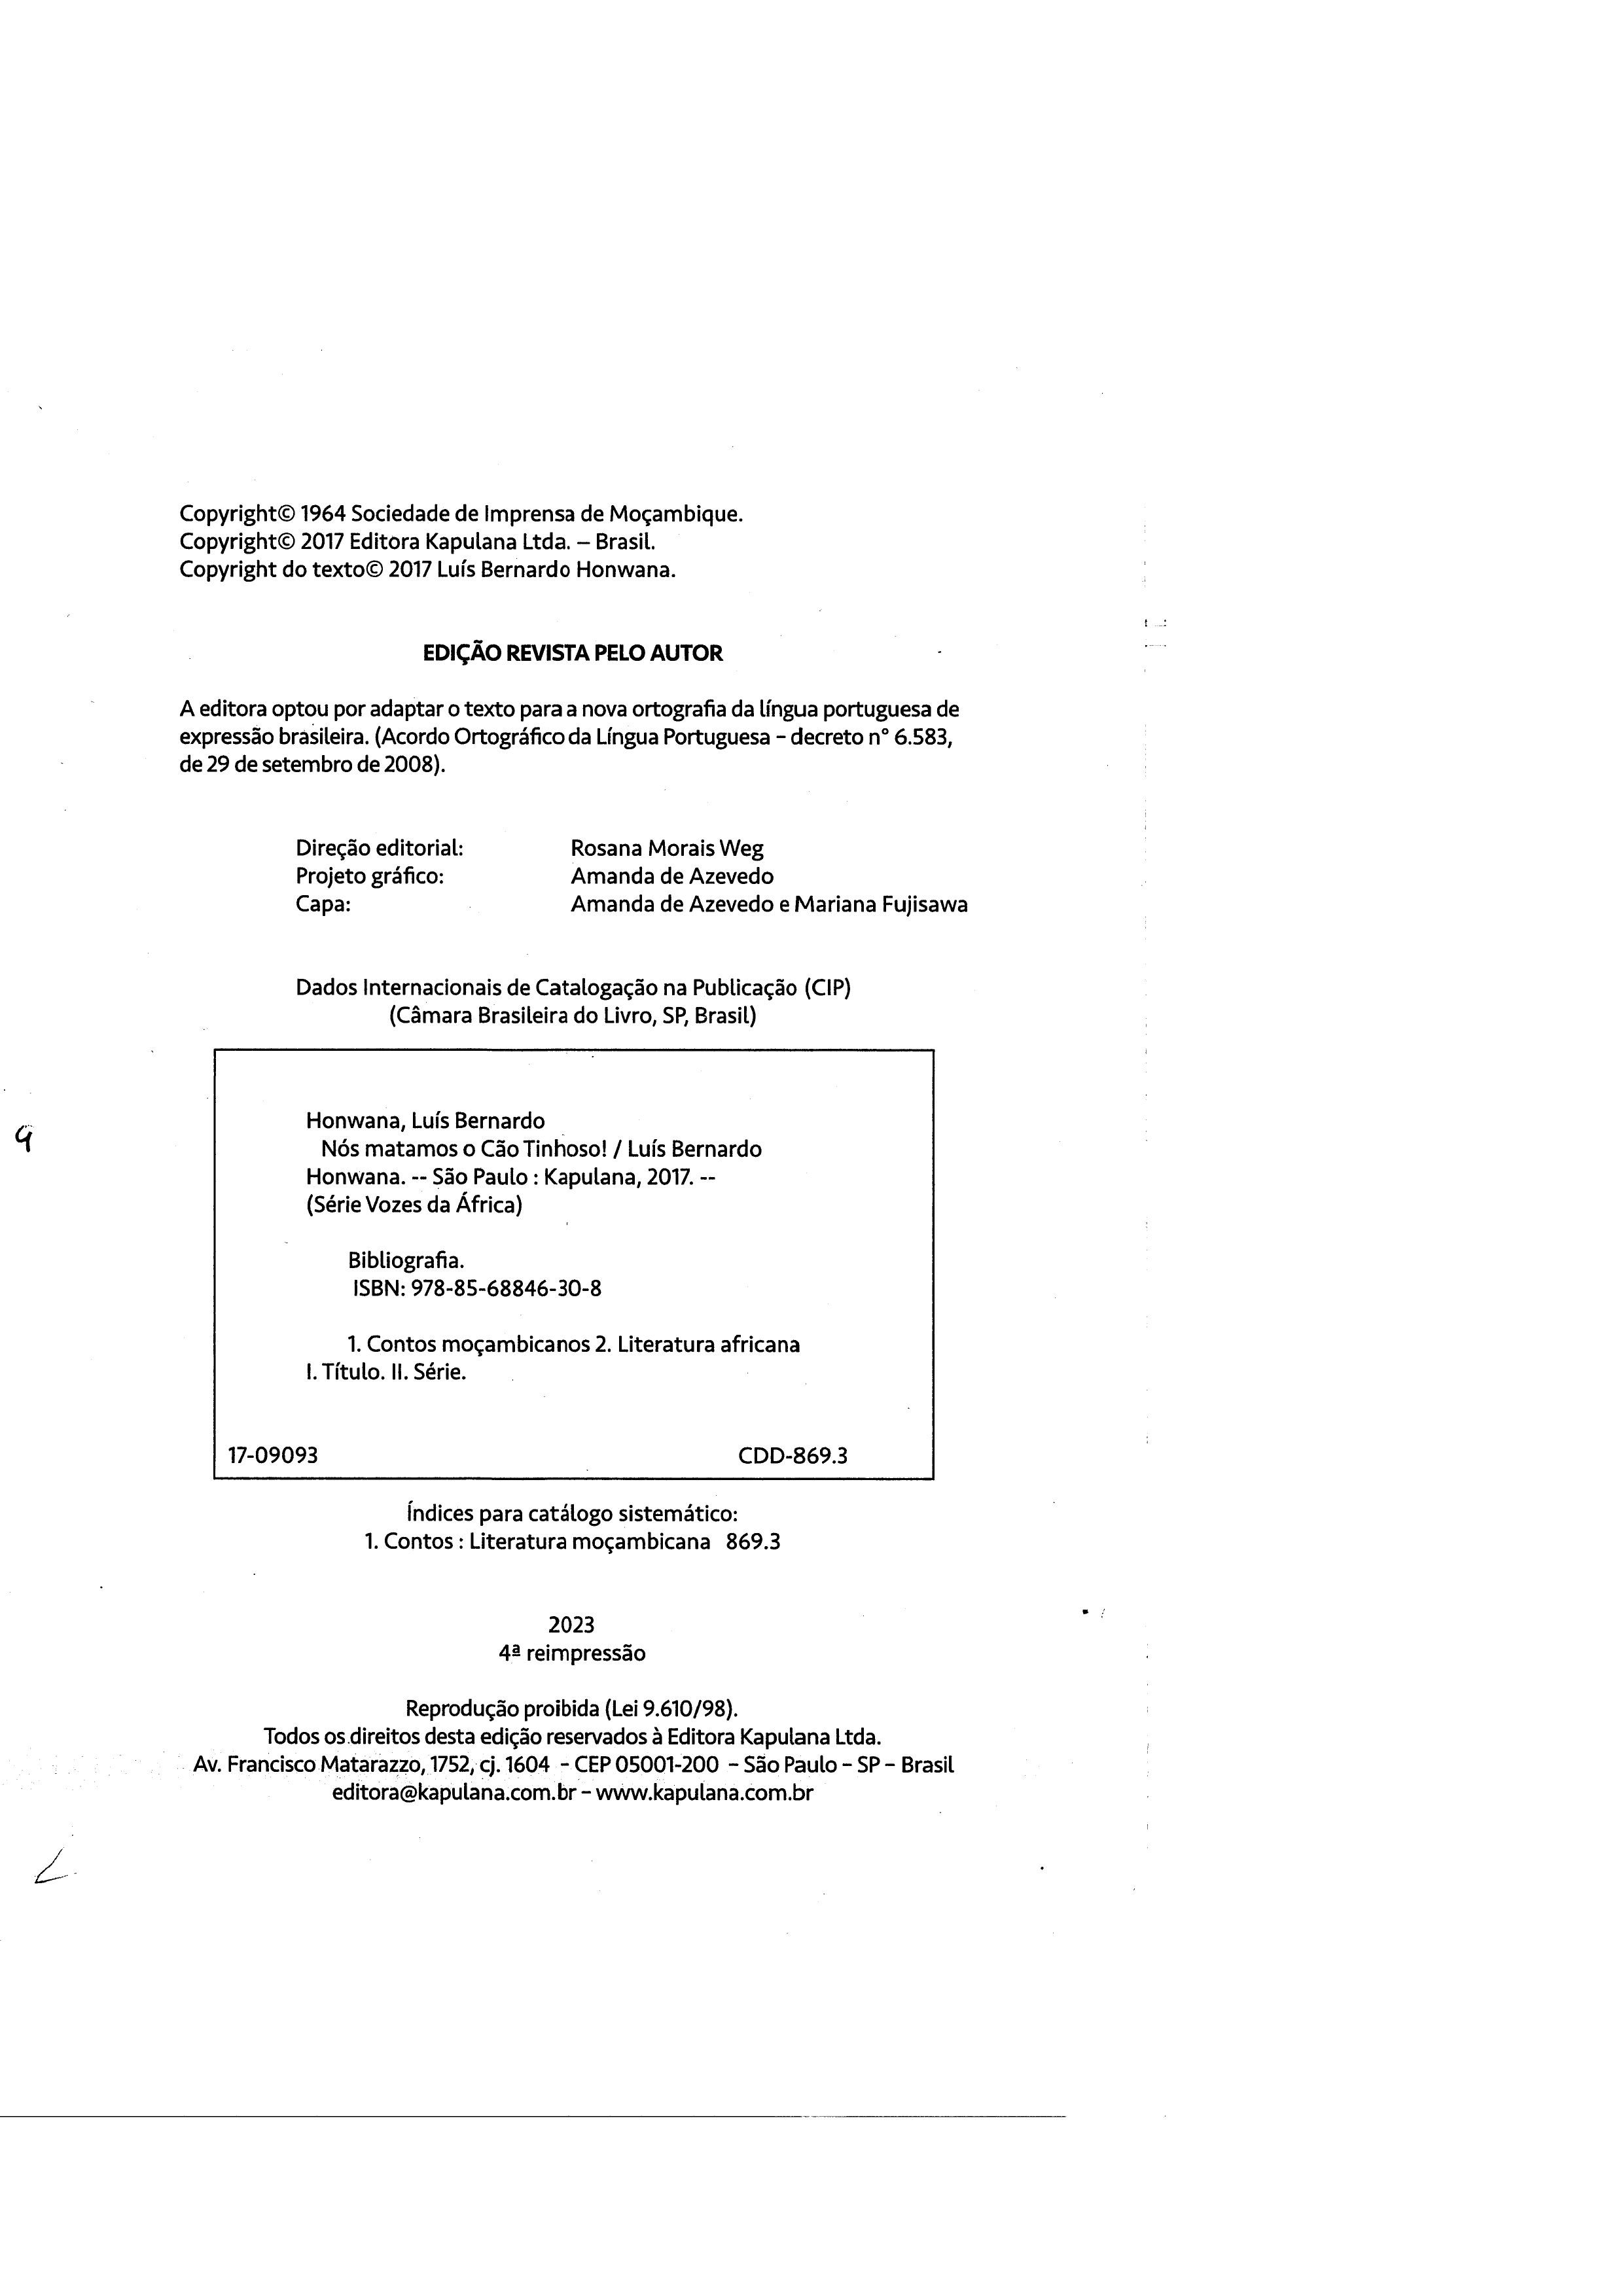 Copyright© 1964 Sociedade de Imprensa de Moçambique.
Copyright© 2017 Editora Kapulana Ltda. – Brasil.
Copyright do texto© 2017 Luís Bernardo Honwana.
EDIÇÃO REVISTA PELO AUTOR
A editora optou por adaptar o texto para a nova ortografia da língua portuguesa de
expressão brasileira. (Acordo Ortográfico da Língua Portuguesa – decreto n° 6.583,
de 29 de setembro de 2008).
Direção editorial: Rosana Morais Weg
Projeto gráfico: Amanda de Azevedo
Capa: Amanda de Azevedo e Mariana Fujisawa
Dados Internacionais de Catalogação na Publicação (CIP)
(Câmara Brasileira do Livro, SP, Brasil)
Honwana, Luís Bernardo
Nós matamos o Cão Tinhoso! / Luís Bernardo
Honwana. -- São Paulo : Kapulana, 2017. --
(Série Vozes da África)
Bibliografia.
ISBN: 978-85-68846-30-8
1. Contos moçambicanos 2. Literatura africana
I. Título. II. Série.
17-09093 CDD-869.3
Índices para catálogo sistemático:
1. Contos : Literatura moçambicana 869.3
2023
4ª reimpressão
Reprodução proibida (Lei 9.610/98).
Todos os direitos desta edição reservados à Editora Kapulana Ltda.
Av. Francisco Matarazzo, 1752, cj. 1604 - CEP 05001-200 – São Paulo – SP – Brasil
editora@kapulana.com.br – www.kapulana.com.br